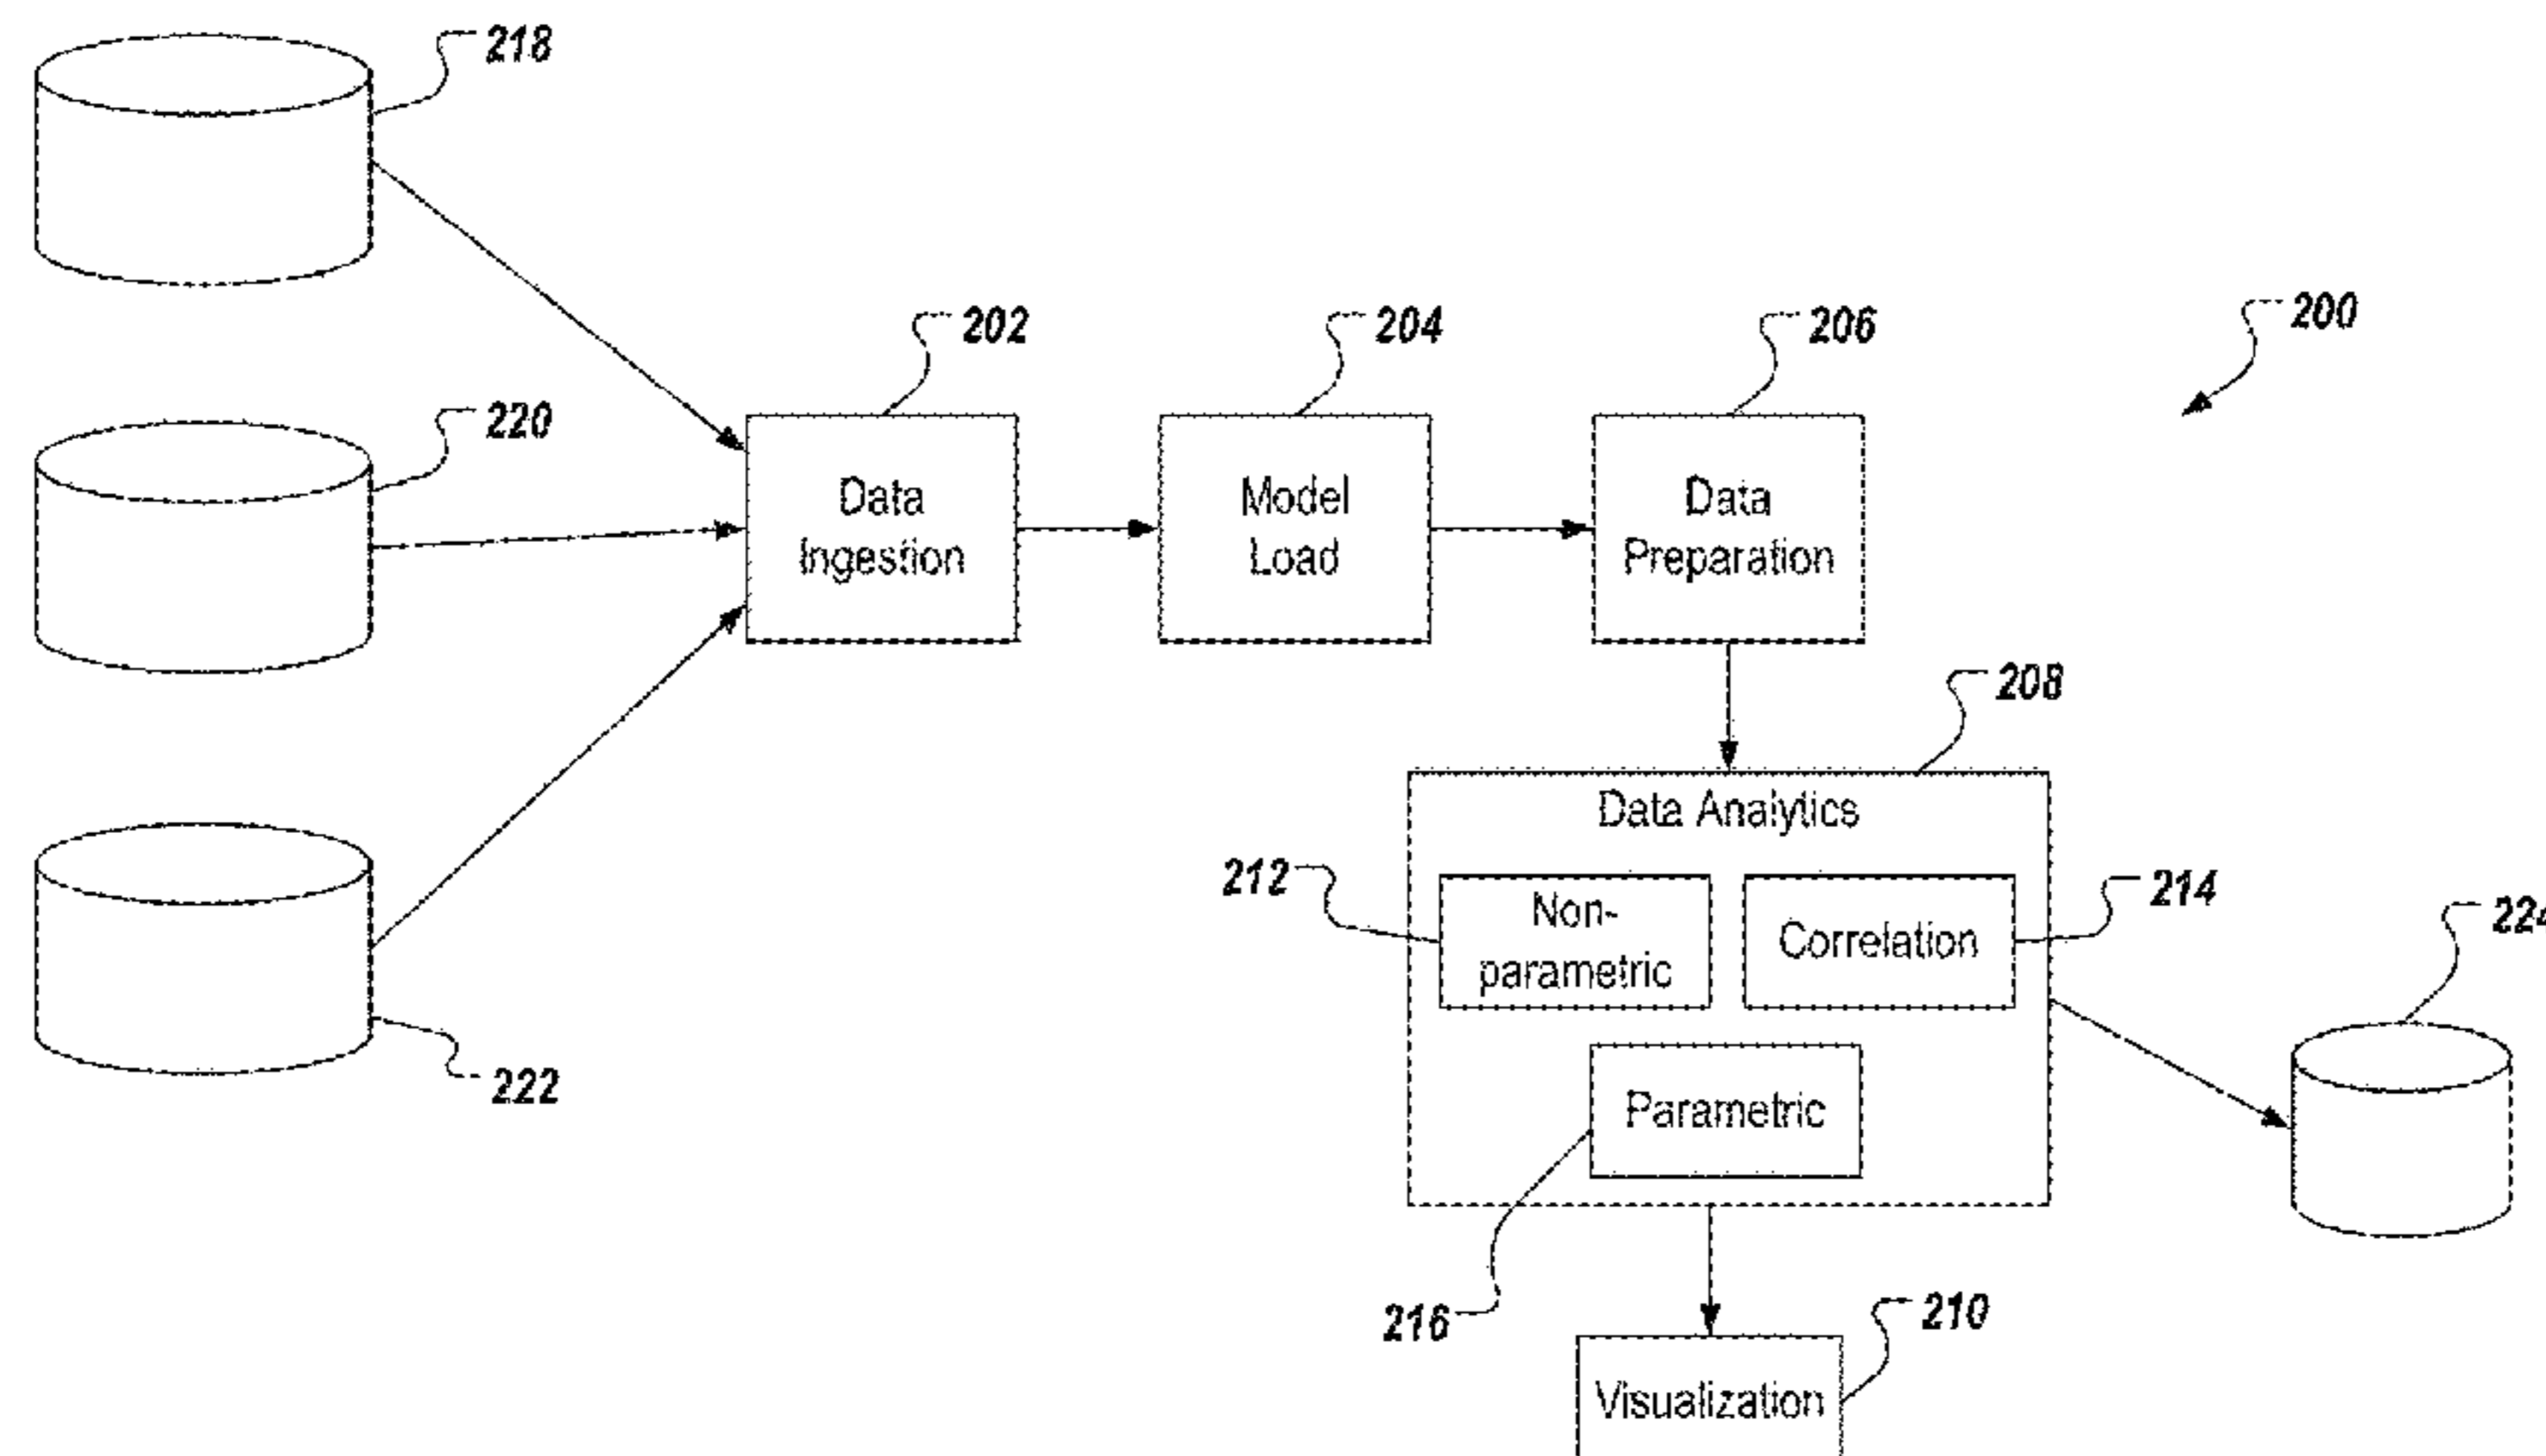 218
202
204
206
200
220
Data
Ingestion
Model
Load
Data
Preparation
208
Data Analytics
212
Non-
parametric
Correlation
214
224
222
Parametric
216
210
Visualization